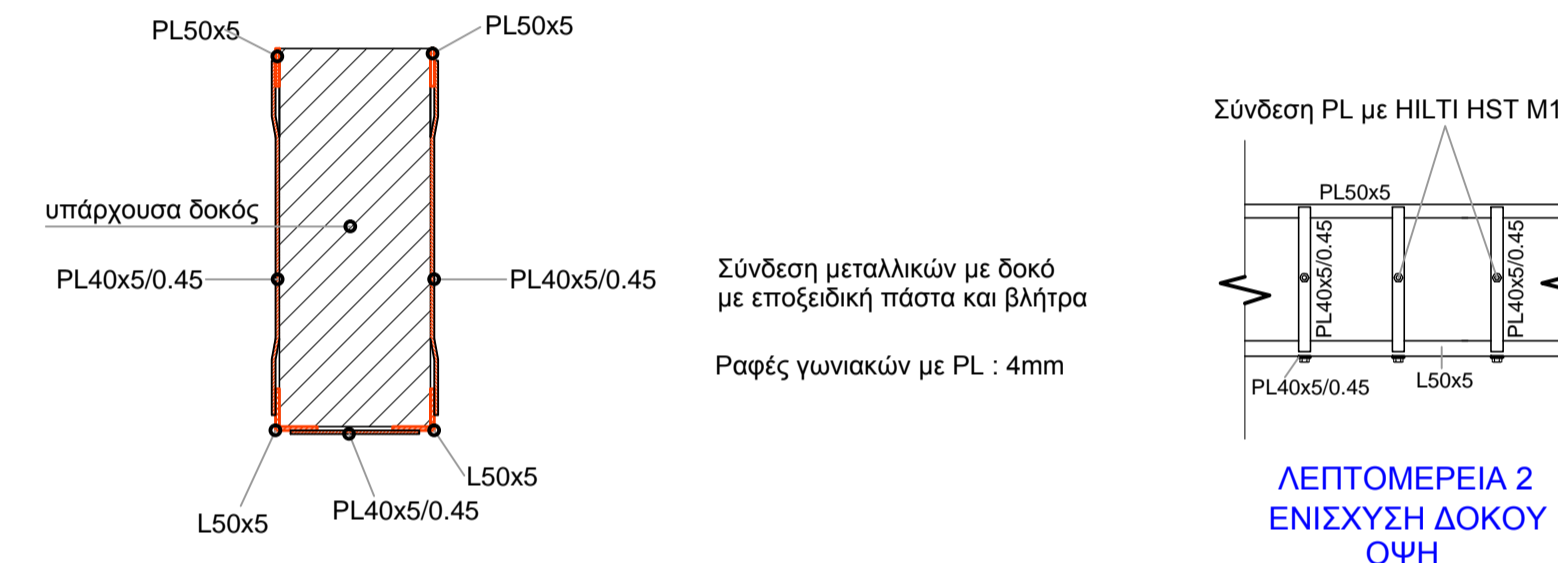 PL50x5
PL50x5
υπάρχουσα δοκός
PL40x5/0.45
PL40x5/0.45
L50x5
PL40x5/0.45
L50x5
Σύνδεση μεταλλικών με δοκό
με εποξειδική πάστα και βλήτρα
Ραφές γωνιακών με PL : 4mm
Σύνδεση PL με HILTI HST M1
PL50x5
PL40x5/0.45
PL40x5/0.45
PL40x5/0.45
L50x5
ΛΕΠΤΟΜΕΡΕΙΑ 2
ΕΝΙΣΧΥΣΗ ΔΟΚΟΥ
ΟΨΗ